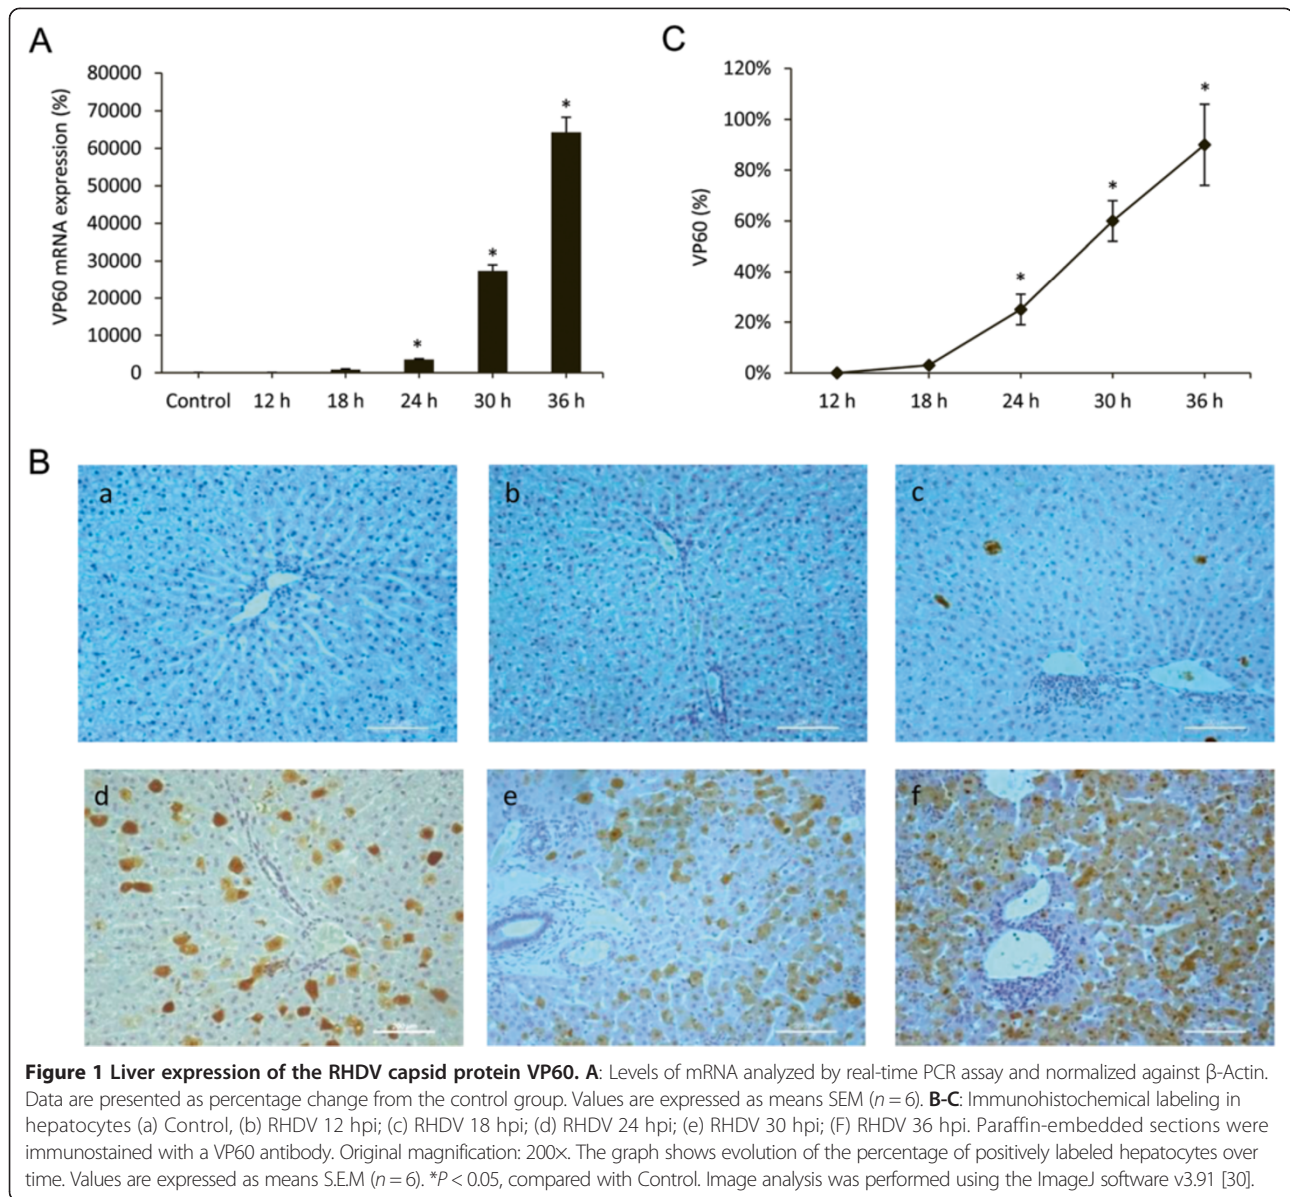 A
C
80000
70000
60000
50000
40000
30000
20000
10000
0
VP60 mRNA expression (%)
*
*
*
Control 12 h 18 h 24 h 30 h 36 h
120%
100%
80%
60%
40%
20%
0%
VP60 (%)
*
*
*
12 h 18 h 24 h 30 h 36 h
B
a
b
c
d
e
f
Figure 1 Liver expression of the RHDV capsid protein VP60. A: Levels of mRNA analyzed by real-time PCR assay and normalized against β-Actin.
Data are presented as percentage change from the control group. Values are expressed as means SEM (n = 6). B-C: Immunohistochemical labeling in
hepatocytes (a) Control, (b) RHDV 12 hpi; (c) RHDV 18 hpi; (d) RHDV 24 hpi; (e) RHDV 30 hpi; (F) RHDV 36 hpi. Paraffin-embedded sections were
immunostained with a VP60 antibody. Original magnification: 200×. The graph shows evolution of the percentage of positively labeled hepatocytes over
time. Values are expressed as means S.E.M (n = 6). *P < 0.05, compared with Control. Image analysis was performed using the ImageJ software v3.91 [30].